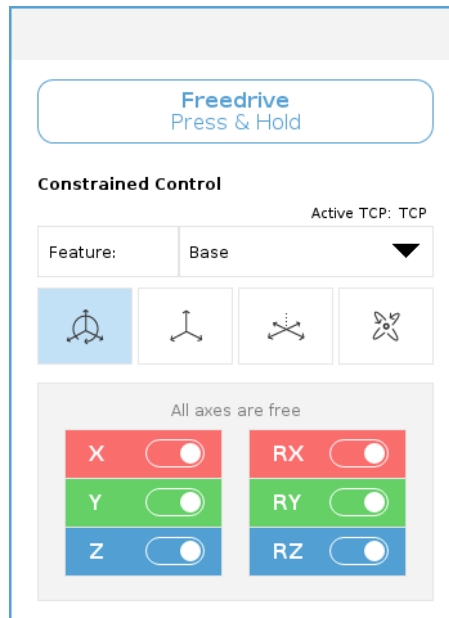 Freedrive
Press & Hold
Constrained Control
Active TCP: TCP
Feature: Base
All axes are free
X RX
Y RY
Z RZ